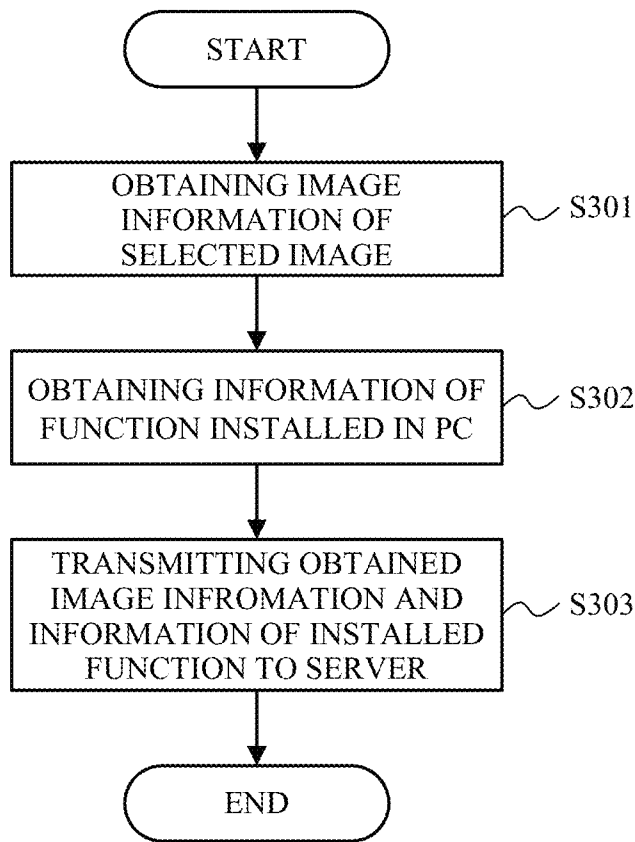 START
OBTAINING IMAGE
INFORMATION OF
SELECTED IMAGE
S301
OBTAINING INFORMATION OF
FUNCTION INSTALLED IN PC
S302
TRANSMITTING OBTAINED
IMAGE INFROMATION AND
INFORMATION OF INSTALLED
FUNCTION TO SERVER
S303
END